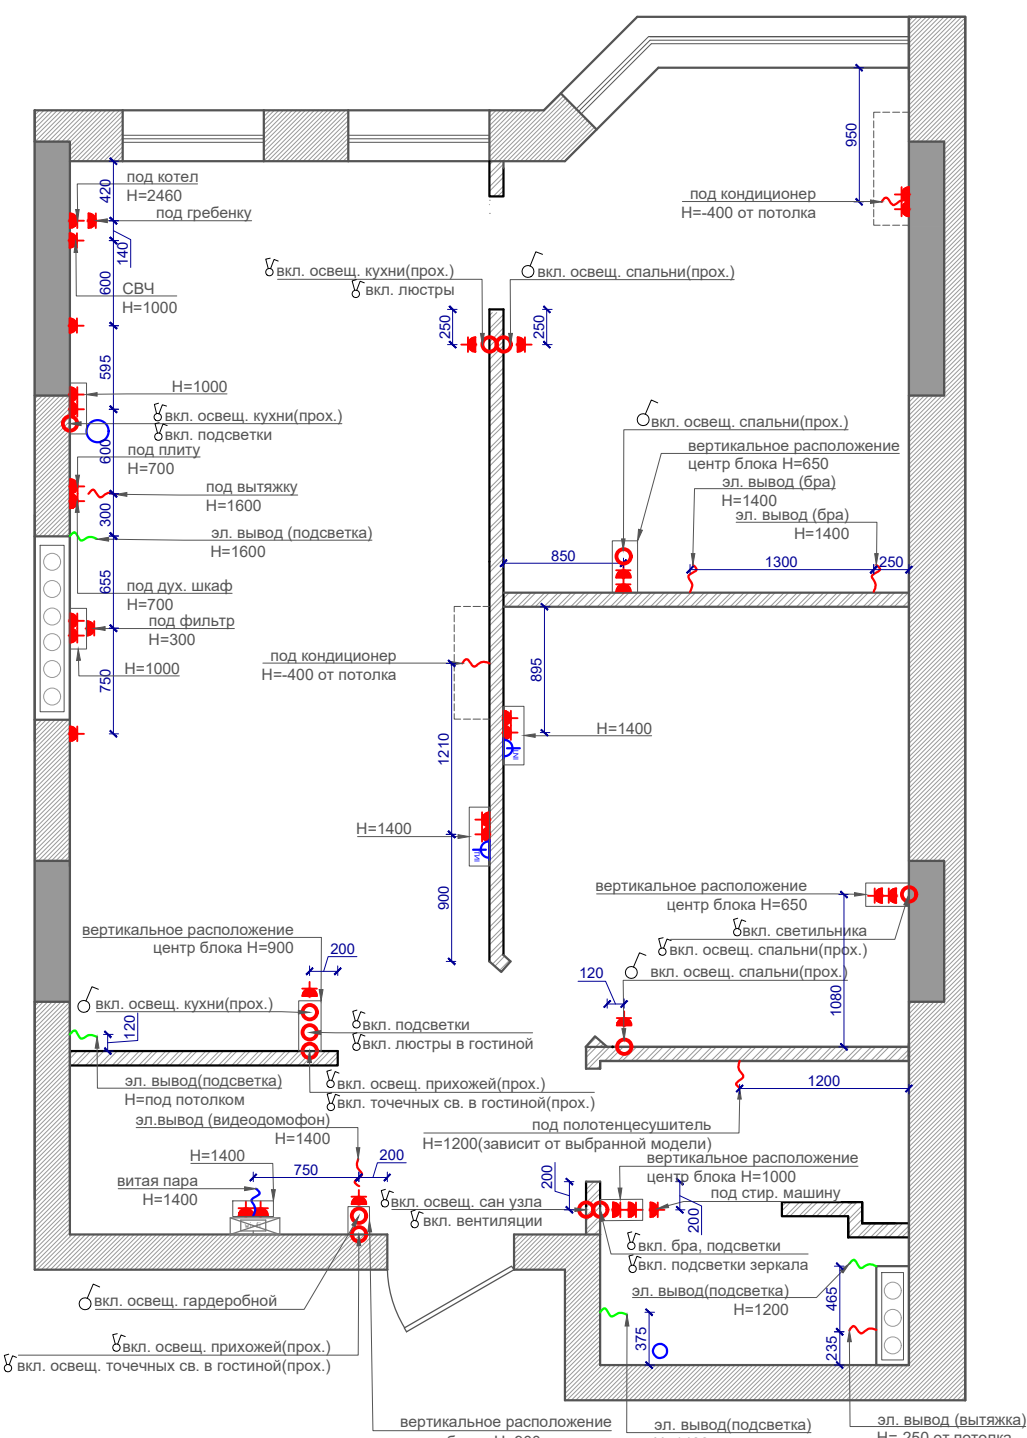 950
под котел
H=2460
420
под гребенку
под кондиционер
H=-400 от потолка
140
вкл. освещ. кухни(прох.)
вкл. люстры
вкл. освещ. спальни(прох.)
600
СВЧ
H=1000
250
250
595
H=1000
вкл. освещ. кухни(прох.)
вкл. подсветки
вкл. освещ. спальни(прох.)
600
под плиту
H=700
вертикальное расположение
центр блока H=650
под вытяжку
H=1600
эл. вывод (бра)
H=1400
эл. вывод (бра)
H=1400
300
эл. вывод (подсветка)
H=1600
850
1300
250
655
под дух. шкаф
H=700
под фильтр
H=300
под кондиционер
H=-400 от потолка
H=1000
750
895
H=1400
1210
H=1400
900
вертикальное расположение
центр блока H=650
вкл. светильника
вкл. освещ. спальни(прох.)
вертикальное расположение
центр блока H=900
200
вкл. освещ. спальни(прох.)
120
1080
вкл. освещ. кухни(прох.)
120
вкл. подсветки
вкл. люстры в гостиной
эл. вывод(подсветка)
H=под потолком
вкл. освещ. прихожей(прох.)
вкл. точечных св. в гостиной(прох.)
1200
эл.вывод (видеодомофон)
H=1400
под полотенцесушитель
H=1200(зависит от выбранной модели)
H=1400
750
200
вертикальное расположение
центр блока H=1000
витая пара
H=1400
200
под стир. машину
вкл. освещ. сан узла
вкл. вентиляции
200
вкл. бра, подсветки
вкл. подсветки зеркала
вкл. освещ. гардеробной
эл. вывод(подсветка)
H=1200
465
вкл. освещ. прихожей(прох.)
вкл. освещ. точечных св. в гостиной(прох.)
375
235
вертикальное расположение
эл. вывод(подсветка)
эл. вывод (вытяжка)
H=-250 от потолка